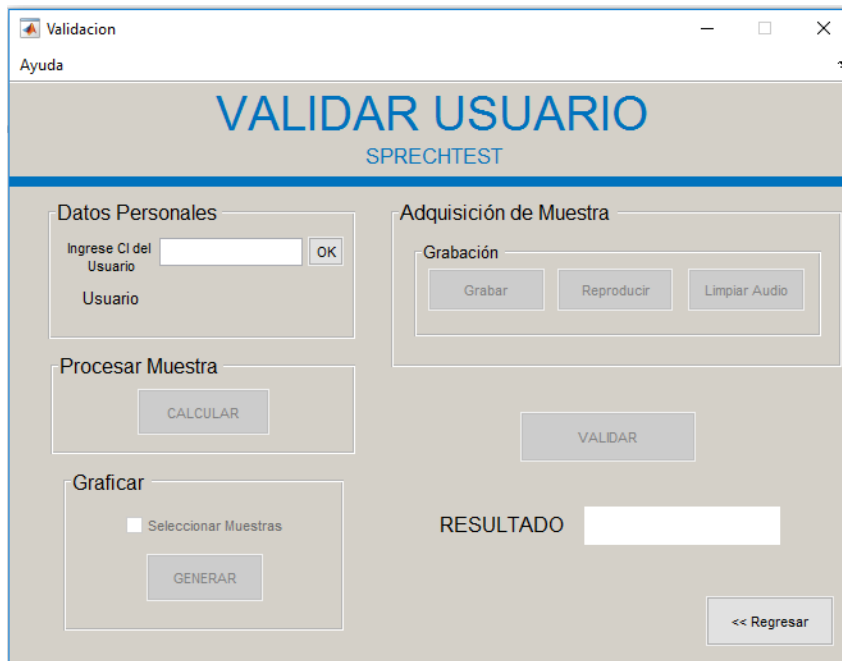 Validacion
Ayuda
VALIDAR USUARIO
SPRECHTEST
Datos Personales
Ingrese CI del
Usuario
OK
Usuario
Adquisición de Muestra
Grabación
Grabar
Reproducir
Limpiar Audio
Procesar Muestra
CALCULAR
VALIDAR
Graficar
Seleccionar Muestras
GENERAR
RESULTADO
<< Regresar